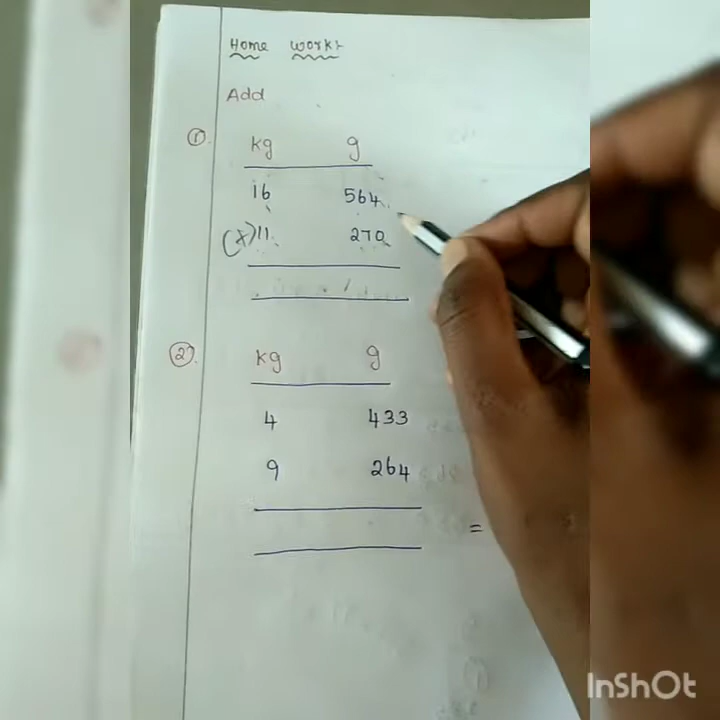 Home Work:
Add
1).
kg g
16 564
(+) 11 270
2).
kg g
4 433
9 264
=
InShOt